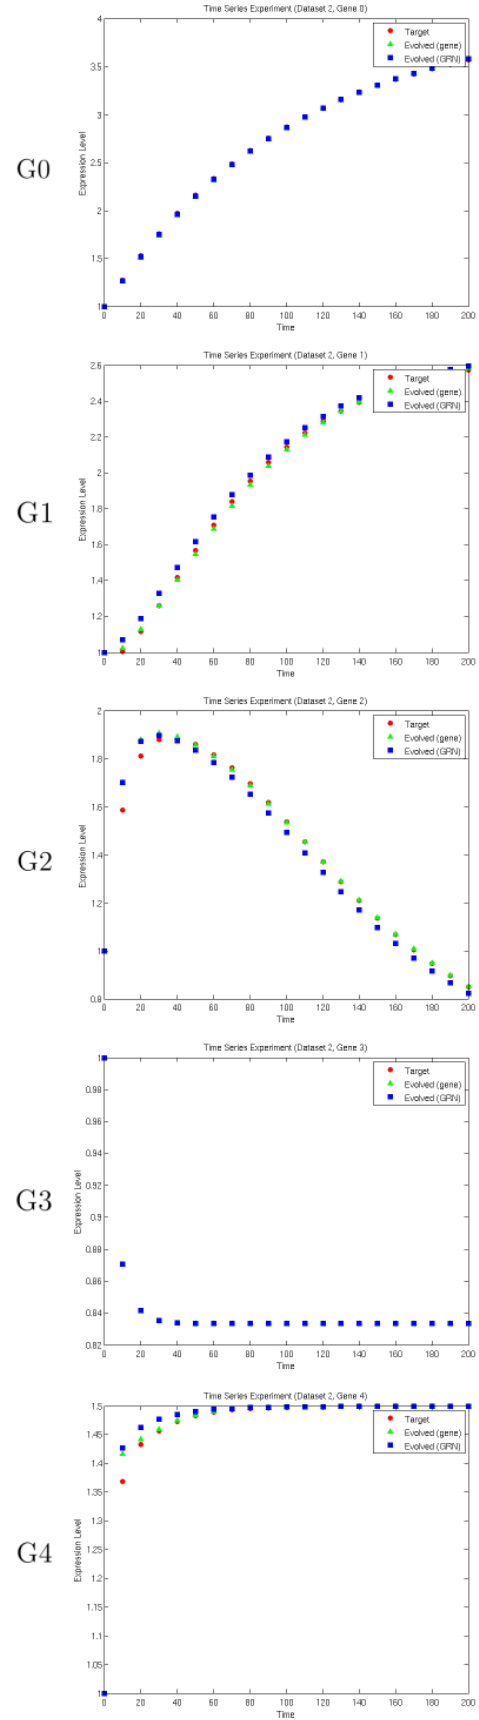 Time Series Experiment (Dataset 2, Gene 0)
4
3.5
3
2.5
2
1.5
1
Expression Level
0 20 40 60 80 100 120 140 160 180 200
Time
Target
Evolved (gene)
Evolved (GRN)
G0
Time Series Experiment (Dataset 2, Gene 1)
2.6
2.4
2.2
2
1.8
1.6
1.4
1.2
1
Expression Level
0 20 40 60 80 100 120 140 160 180 200
Time
Target
Evolved (gene)
Evolved (GRN)
G1
Time Series Experiment (Dataset 2, Gene 2)
2
1.8
1.6
1.4
1.2
1
0.8
Expression Level
0 20 40 60 80 100 120 140 160 180 200
Time
Target
Evolved (gene)
Evolved (GRN)
G2
Time Series Experiment (Dataset 2, Gene 3)
1
0.98
0.96
0.94
0.92
0.9
0.88
0.86
0.84
0.82
Expression Level
0 20 40 60 80 100 120 140 160 180 200
Time
Target
Evolved (gene)
Evolved (GRN)
G3
Time Series Experiment (Dataset 2, Gene 4)
1.5
1.45
1.4
1.35
1.3
1.25
1.2
1.15
1.1
1.05
1
Expression Level
0 20 40 60 80 100 120 140 160 180 200
Time
Target
Evolved (gene)
Evolved (GRN)
G4